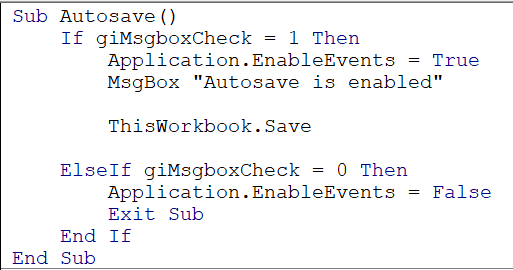 Sub Autosave()
    If giMsgboxCheck = 1 Then
        Application.EnableEvents = True
        MsgBox "Autosave is enabled"

        ThisWorkbook.Save

    ElseIf giMsgboxCheck = 0 Then
        Application.EnableEvents = False
        Exit Sub
    End If
End Sub